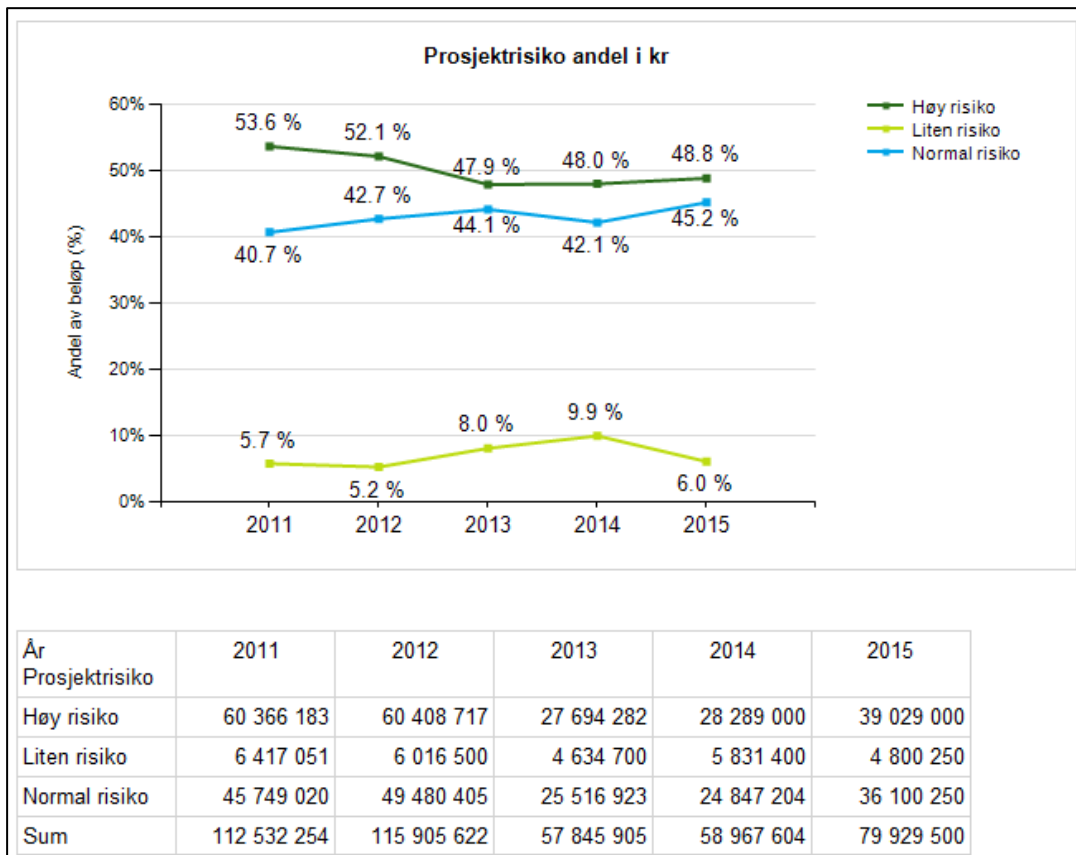 Prosjektrisiko andel i kr
Høy risiko
Liten risiko
Normal risiko
Andel av beløp (%)
60%
50%
40%
30%
20%
10%
0%
53.6 %
52.1 %
47.9 %
48.0 %
48.8 %
40.7 %
42.7 %
44.1 %
42.1 %
45.2 %
5.7 %
5.2 %
8.0 %
9.9 %
6.0 %
2011 2012 2013 2014 2015
År 2011 2012 2013 2014 2015
Prosjektrisiko
Høy risiko 60 366 183 60 408 717 27 694 282 28 289 000 39 029 000
Liten risiko 6 417 051 6 016 500 4 634 700 5 831 400 4 800 250
Normal risiko 45 749 020 49 480 405 25 516 923 24 847 204 36 100 250
Sum 112 532 254 115 905 622 57 845 905 58 967 604 79 929 500